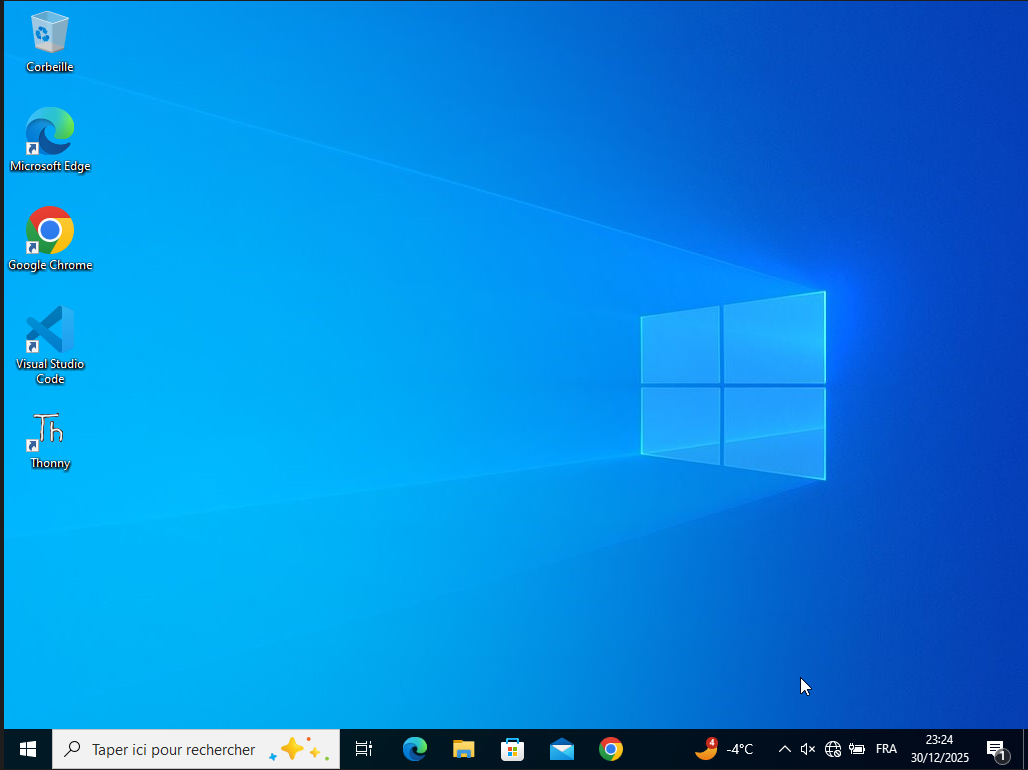 Corbeille
Microsoft Edge
Google Chrome
Visual Studio
Code
Th
Thonny
Taper ici pour rechercher
4
-4°C
FRA
23:24
30/12/2025
1